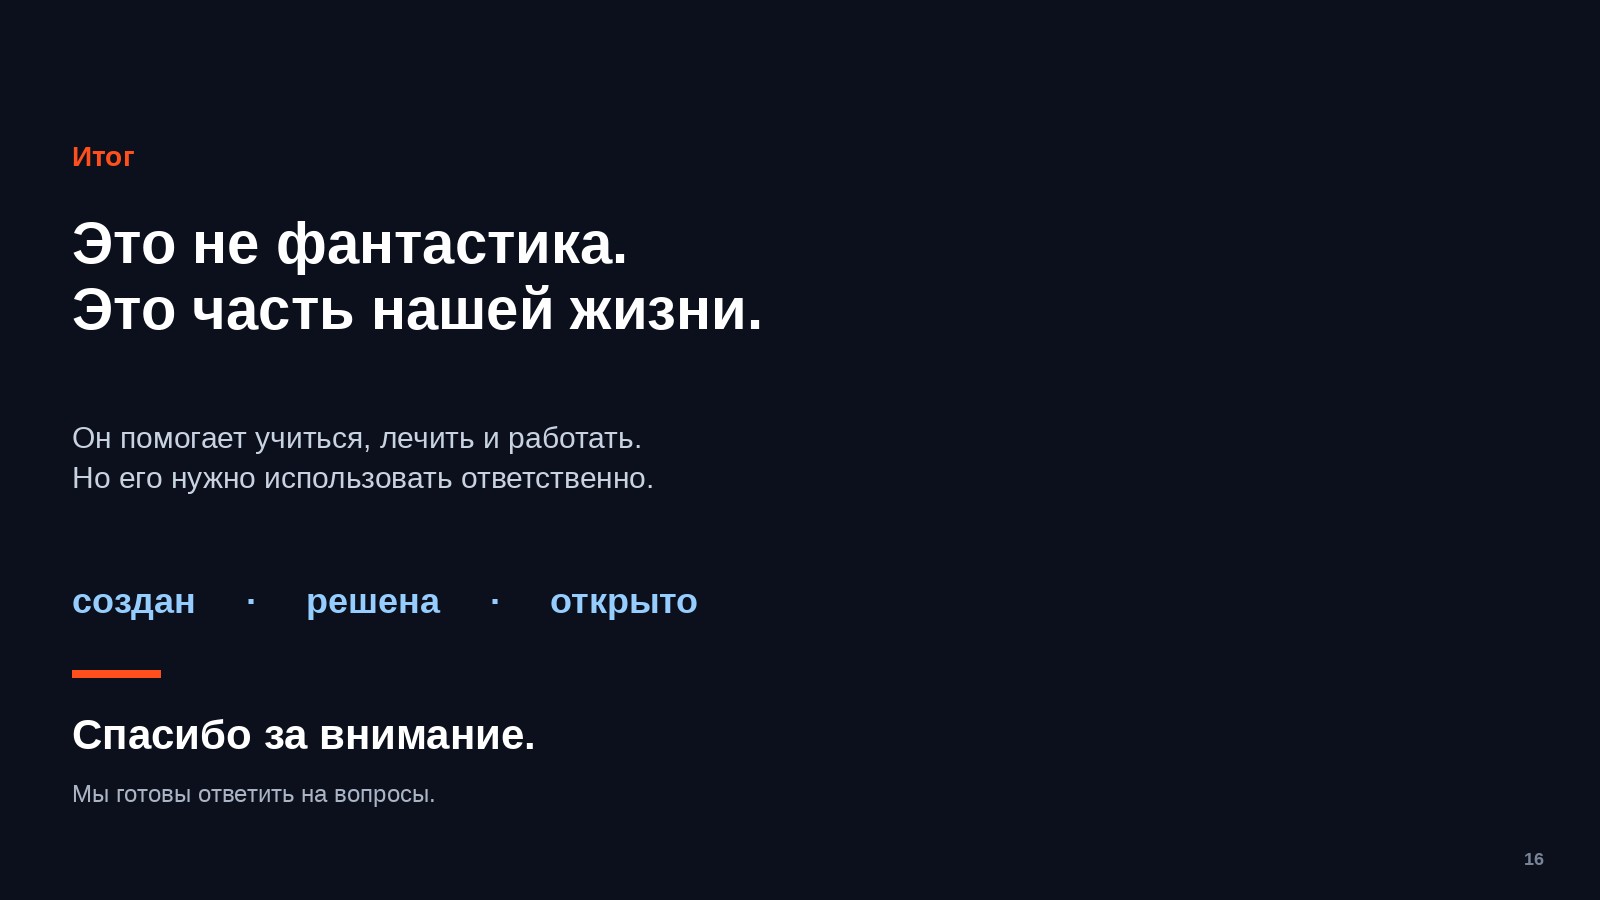 Итог
Это не фантастика.
Это часть нашей жизни.
Он помогает учиться, лечить и работать.
Но его нужно использовать ответственно.
создан · решена · открыто
Спасибо за внимание.
Мы готовы ответить на вопросы.
16